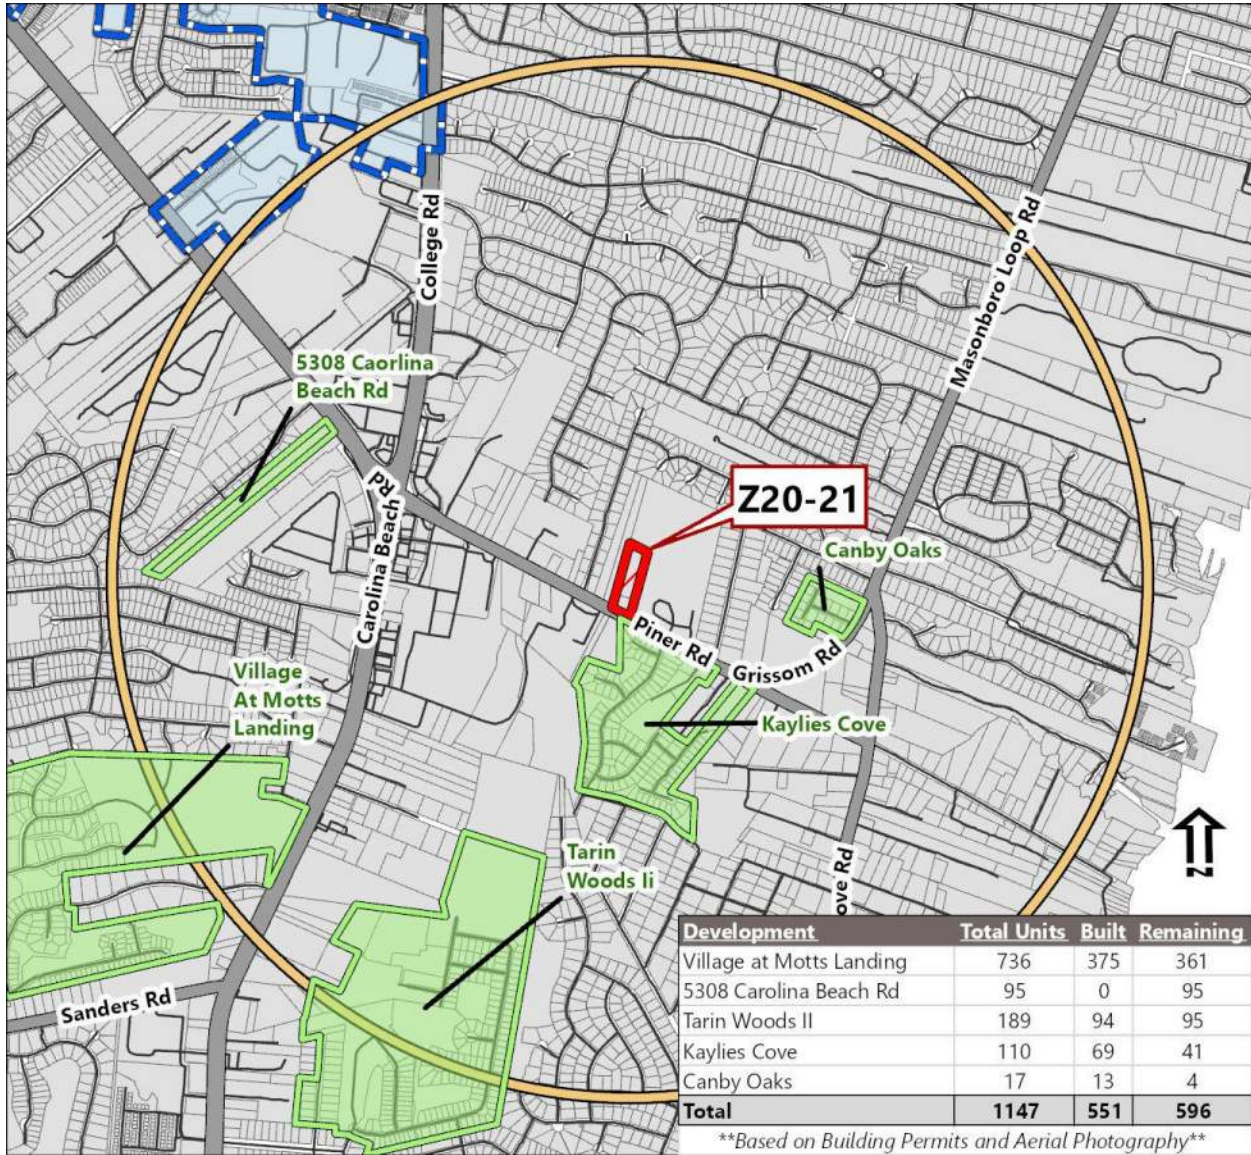 College Rd
Masonboro Loop Rd
5308 Caorlina
Beach Rd
Carolina Beach Rd
Z20-21
Canby Oaks
Piner Rd
Grissom Rd
Kaylies Cove
Village
At Motts
Landing
Tarin
Woods Ii
ove Rd
Sanders Rd
N
Development Total Units Built Remaining
Village at Motts Landing 736 375 361
5308 Carolina Beach Rd 95 0 95
Tarin Woods II 189 94 95
Kaylies Cove 110 69 41
Canby Oaks 17 13 4
Total 1147 551 596
**Based on Building Permits and Aerial Photography**